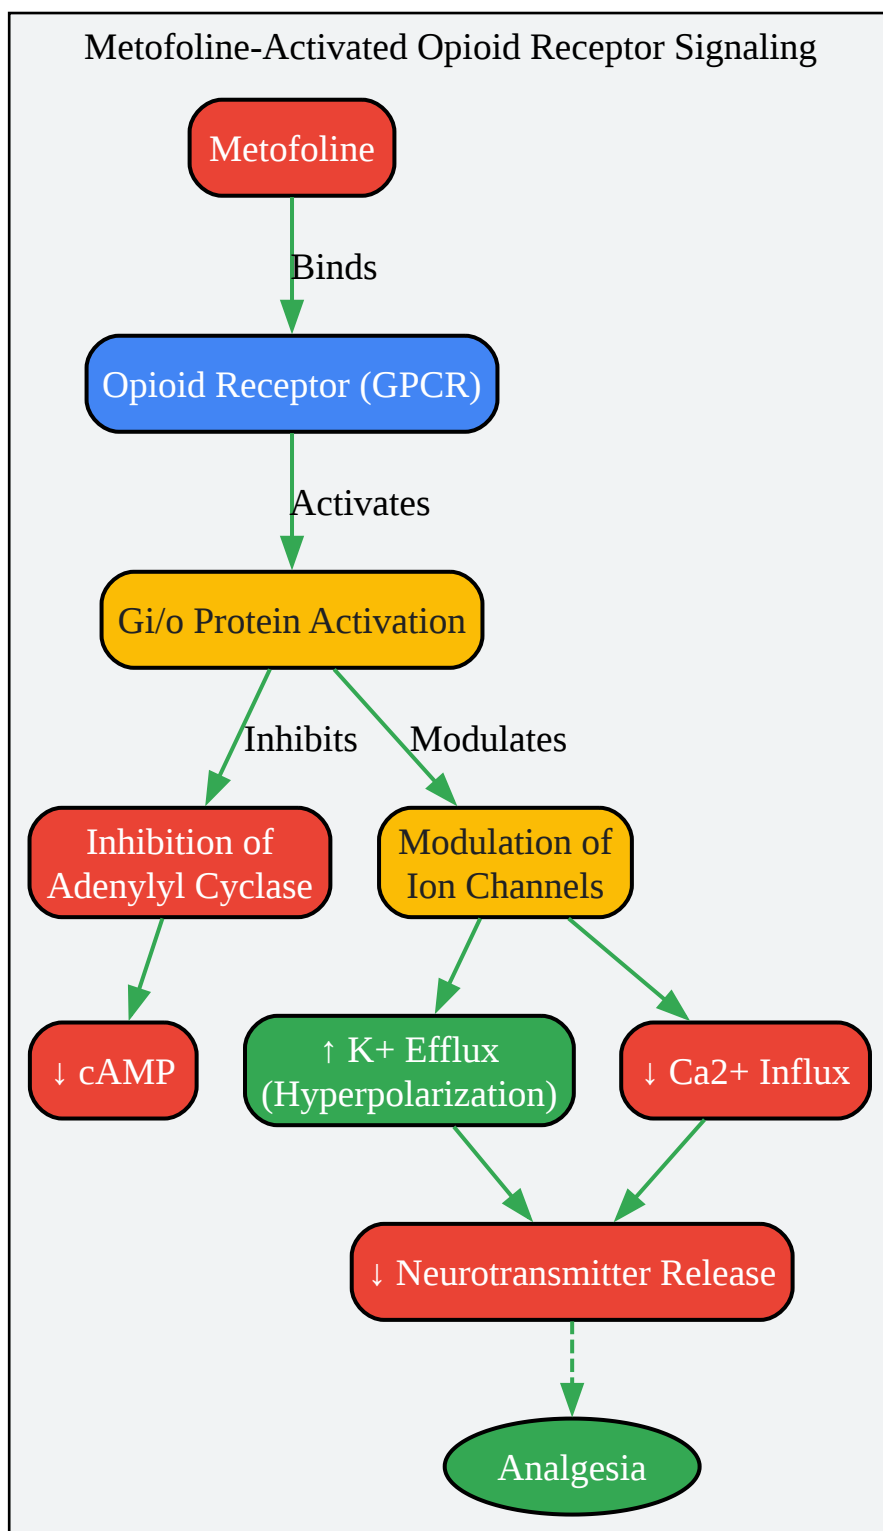 Metofoline-Activated Opioid Receptor Signaling
Metofoline
Binds
Opioid Receptor (GPCR)
Activates
Gi/o Protein Activation
Inhibits
Modulates
Inhibition of
Adenylyl Cyclase
Modulation of
Ion Channels
↓ cAMP
↑ K+ Efflux
(Hyperpolarization)
↓ Ca2+ Influx
↓ Neurotransmitter Release
Analgesia